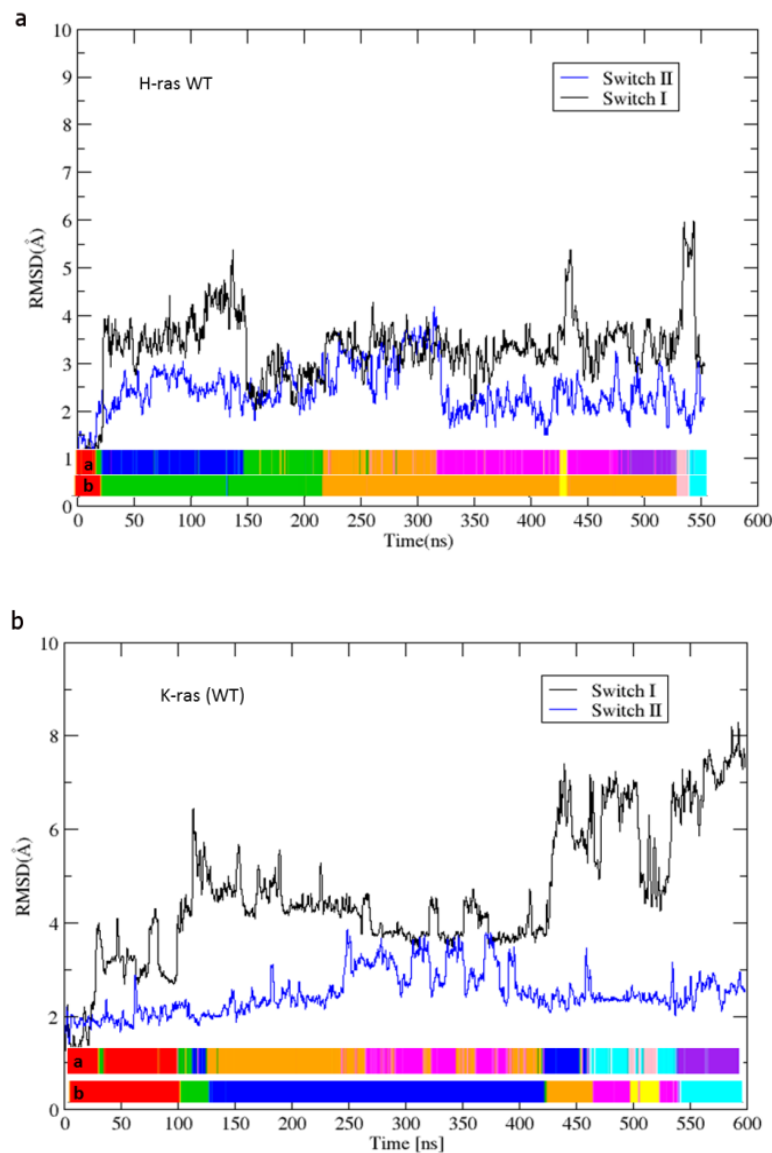 a
10
9
8
7
6
5
4
3
2
1
0
RMSD(Å)
H-ras WT
Switch II
Switch I
a
b
0 50 100 150 200 250 300 350 400 450 500 550 600
Time(ns)
b
10
8
6
4
2
0
RMSD(Å)
K-ras (WT)
Switch I
Switch II
a
b
0 50 100 150 200 250 300 350 400 450 500 550 600
Time [ns]